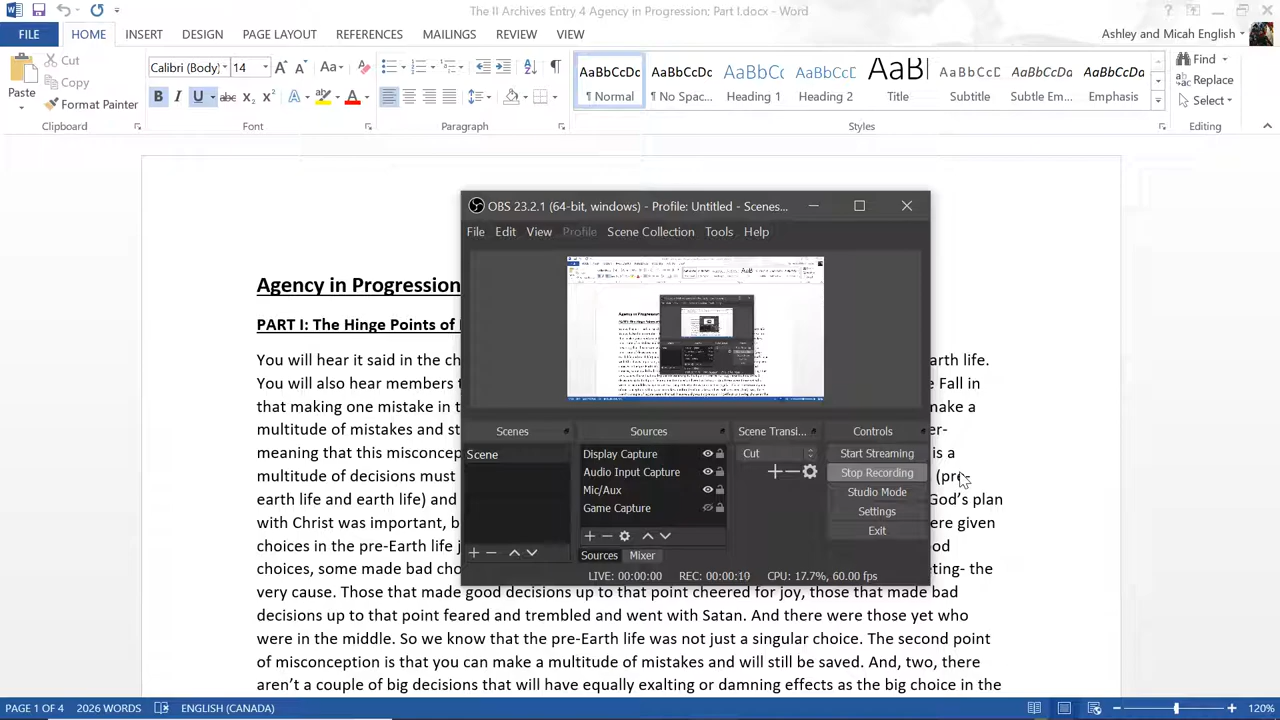 The II Archives Entry 4 Agency in Progression; Part I.docx - Word
FILE HOME INSERT DESIGN PAGE LAYOUT REFERENCES MAILINGS REVIEW VIEW
Ashley and Micah English
Paste
Cut
Copy
Format Painter
Calibri (Body) 14
AaBbCcDc AaBbCcDc AaBbCc AaBbCcD AaBl AaBbCcD AaBbCcDc AaBbCcDc
¶ Normal ¶ No Spac... Heading 1 Heading 2 Title Subtitle Subtle Em... Emphasis
Find
Replace
Select
Clipboard Font Paragraph Styles Editing
OBS 23.2.1 (64-bit, windows) - Profile: Untitled - Scenes...
File Edit View Profile Scene Collection Tools Help
Scenes Sources Scene Transi... Controls
Scene
Display Capture
Audio Input Capture
Mic/Aux
Game Capture
Cut
Start Streaming
Stop Recording
Studio Mode
Settings
Exit
Sources Mixer
LIVE: 00:00:00 REC: 00:00:10 CPU: 17.7%, 60.00 fps
Agency in Progression
PART I: The Hinge Points of
You will hear it said in the ch arth life.
You will also hear members t e Fall in
that making one mistake in t make a
multitude of mistakes and st er-
meaning that this misconcep is a
multitude of decisions must (pre-
earth life and earth life) and God's plan
with Christ was important, b ere given
choices in the pre-Earth life j od
choices, some made bad cho eting- the
very cause. Those that made good decisions up to that point cheered for joy, those that made bad
decisions up to that point feared and trembled and went with Satan. And there were those yet who
were in the middle. So we know that the pre-Earth life was not just a singular choice. The second point
of misconception is that you can make a multitude of mistakes and will still be saved. And, two, there
aren't a couple of big decisions that will have equally exalting or damning effects as the big choice in the
PAGE 1 OF 4 2026 WORDS ENGLISH (CANADA) 120%